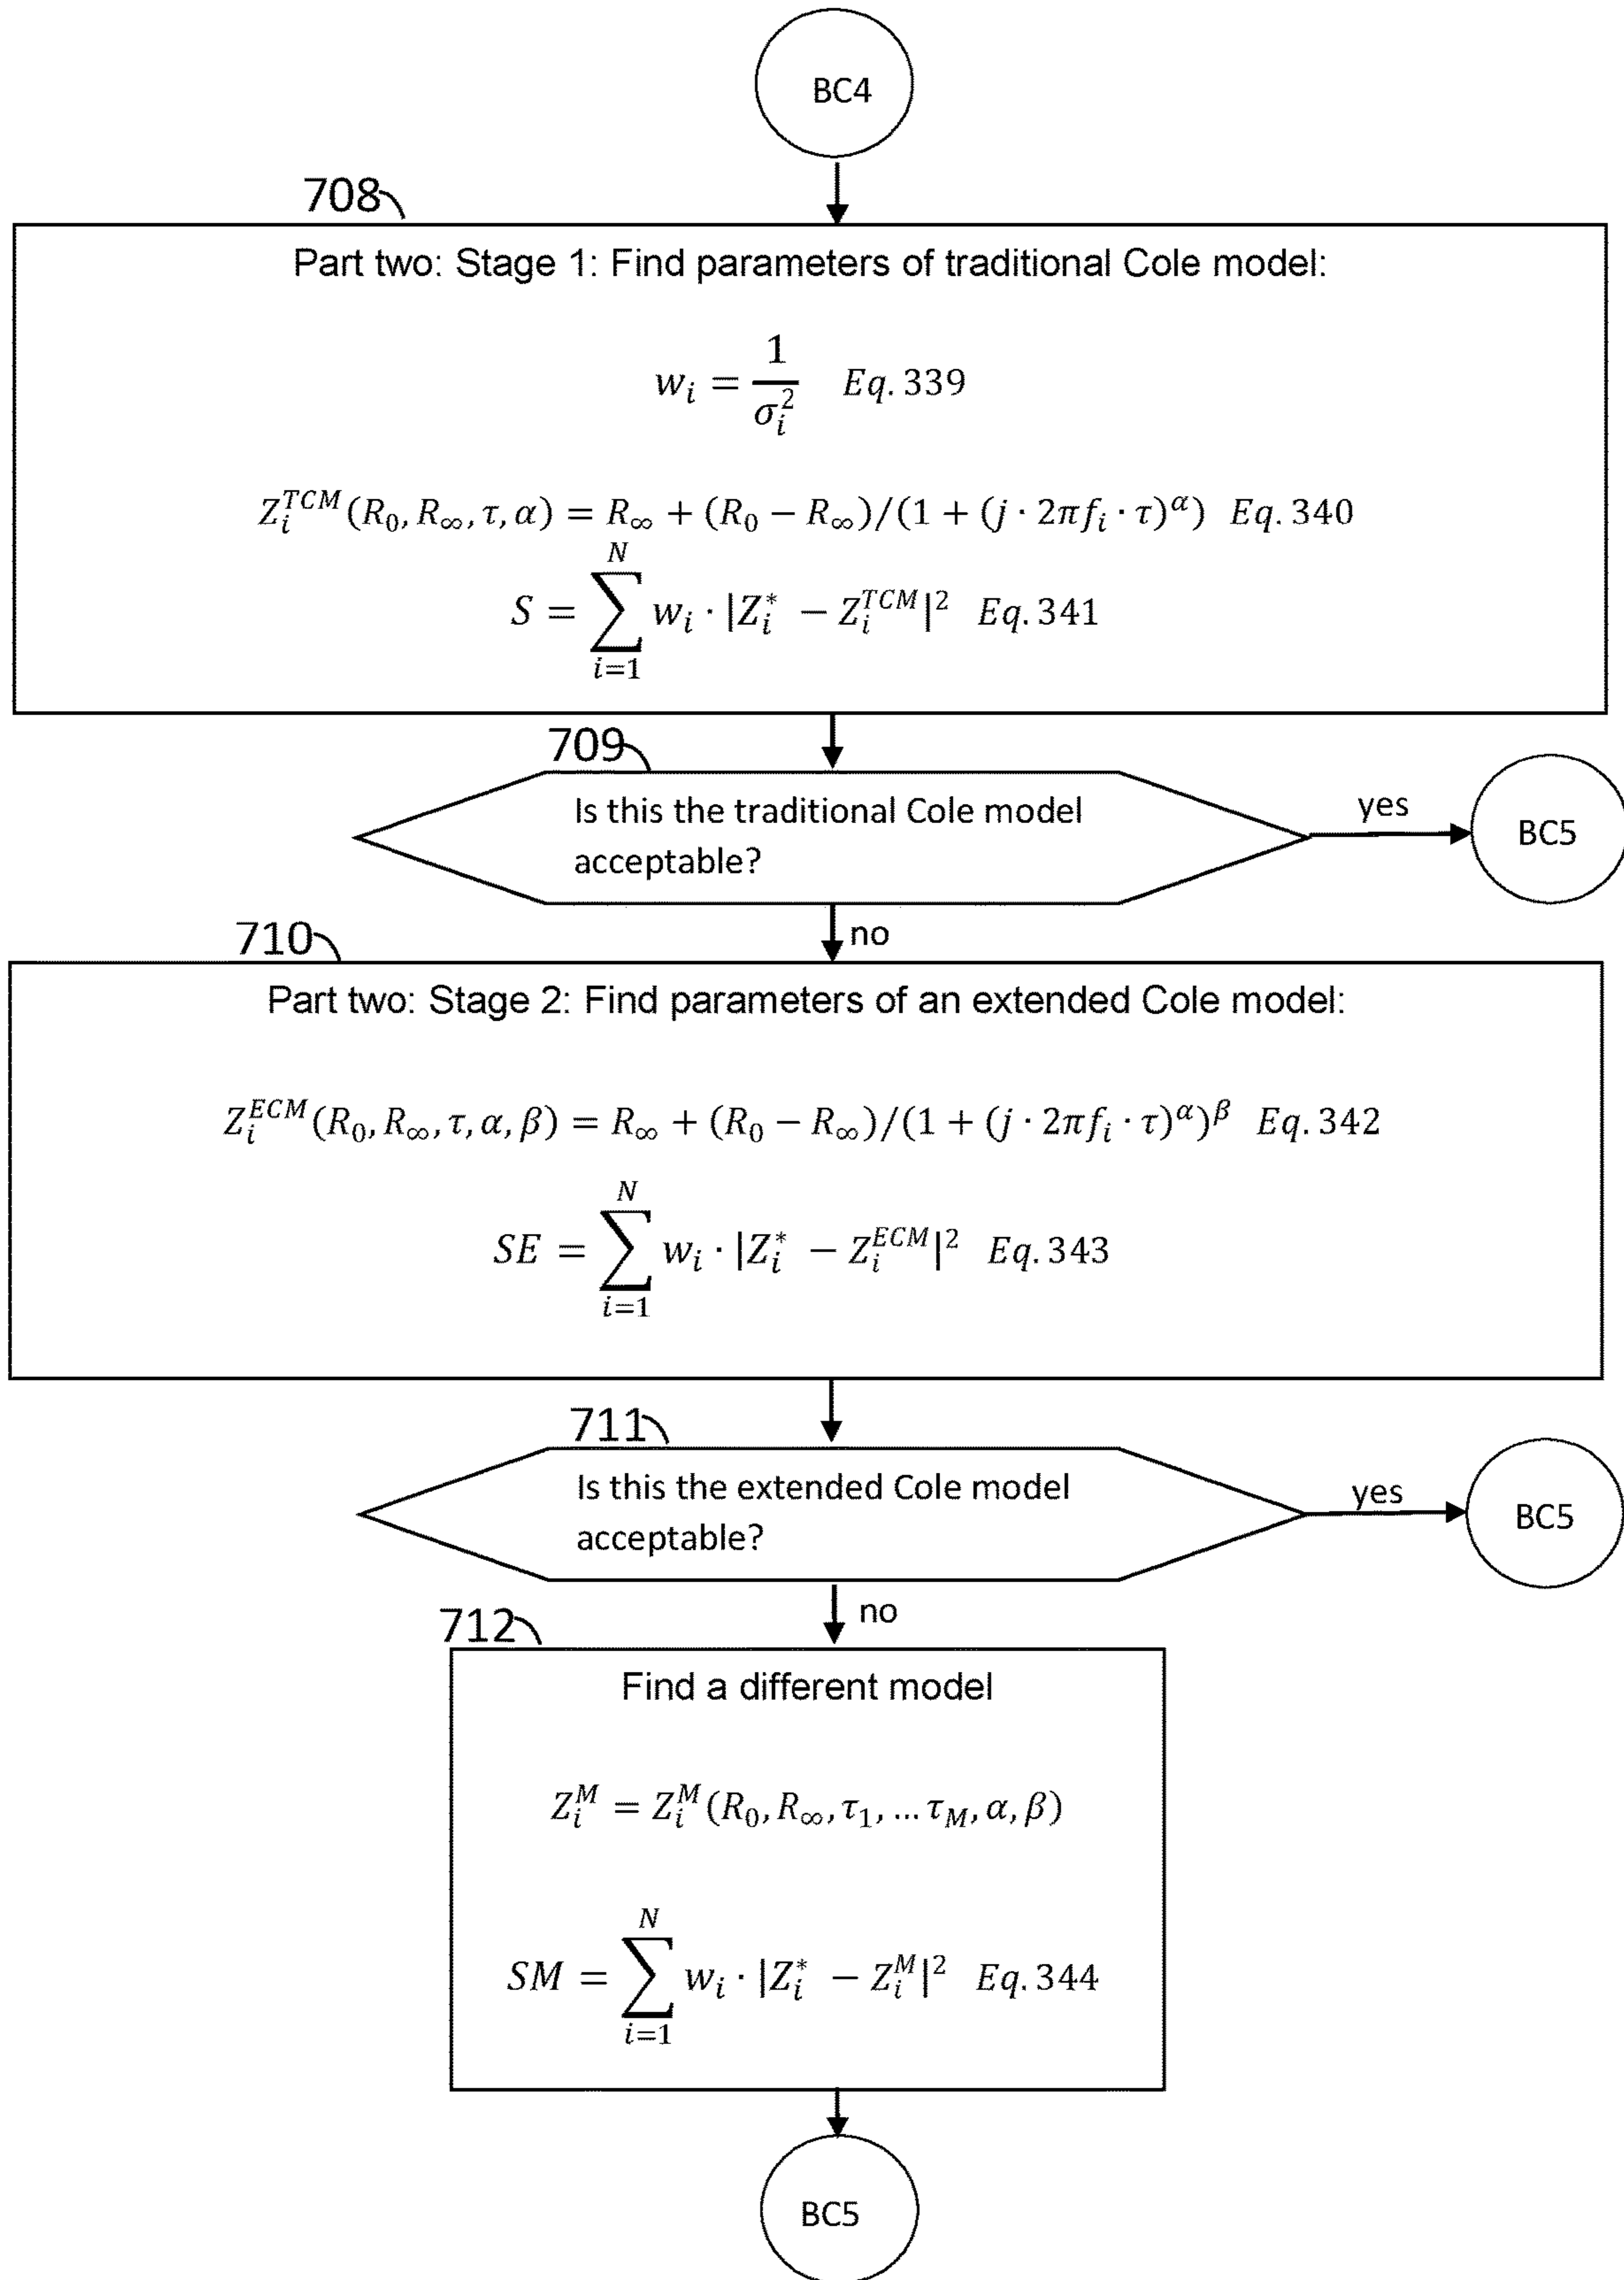 BC4
708
Part two: Stage 1: Find parameters of traditional Cole model:
w_i = 1/σ_i^2 Eq. 339
Z_i^{TCM}(R_0, R_∞, τ, α) = R_∞ + (R_0 − R_∞)/(1 + (j · 2πf_i · τ)^α) Eq. 340
S = ∑_{i=1}^{N} w_i · |Z_i^* − Z_i^{TCM}|^2 Eq. 341
709
Is this the traditional Cole model
acceptable?
yes
BC5
no
710
Part two: Stage 2: Find parameters of an extended Cole model:
Z_i^{ECM}(R_0, R_∞, τ, α, β) = R_∞ + (R_0 − R_∞)/(1 + (j · 2πf_i · τ)^α)^β Eq. 342
SE = ∑_{i=1}^{N} w_i · |Z_i^* − Z_i^{ECM}|^2 Eq. 343
711
Is this the extended Cole model
acceptable?
yes
BC5
no
712
Find a different model
Z_i^M = Z_i^M(R_0, R_∞, τ_1, … τ_M, α, β)
SM = ∑_{i=1}^{N} w_i · |Z_i^* − Z_i^M|^2 Eq. 344
BC5